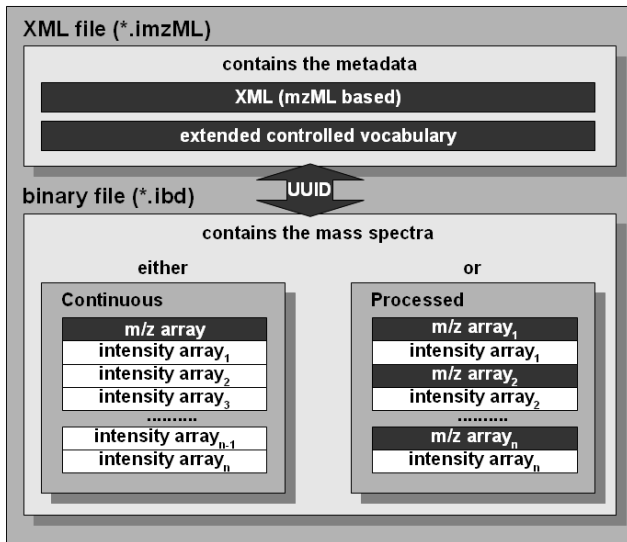 XML file (*.imzML)
contains the metadata
XML (mzML based)
extended controlled vocabulary
UUID
binary file (*.ibd)
contains the mass spectra
either
Continuous
m/z array
intensity array₁
intensity array₂
intensity array₃
..........
intensity arrayₙ₋₁
intensity arrayₙ
or
Processed
m/z array₁
intensity array₁
m/z array₂
intensity array₂
..........
m/z arrayₙ
intensity arrayₙ